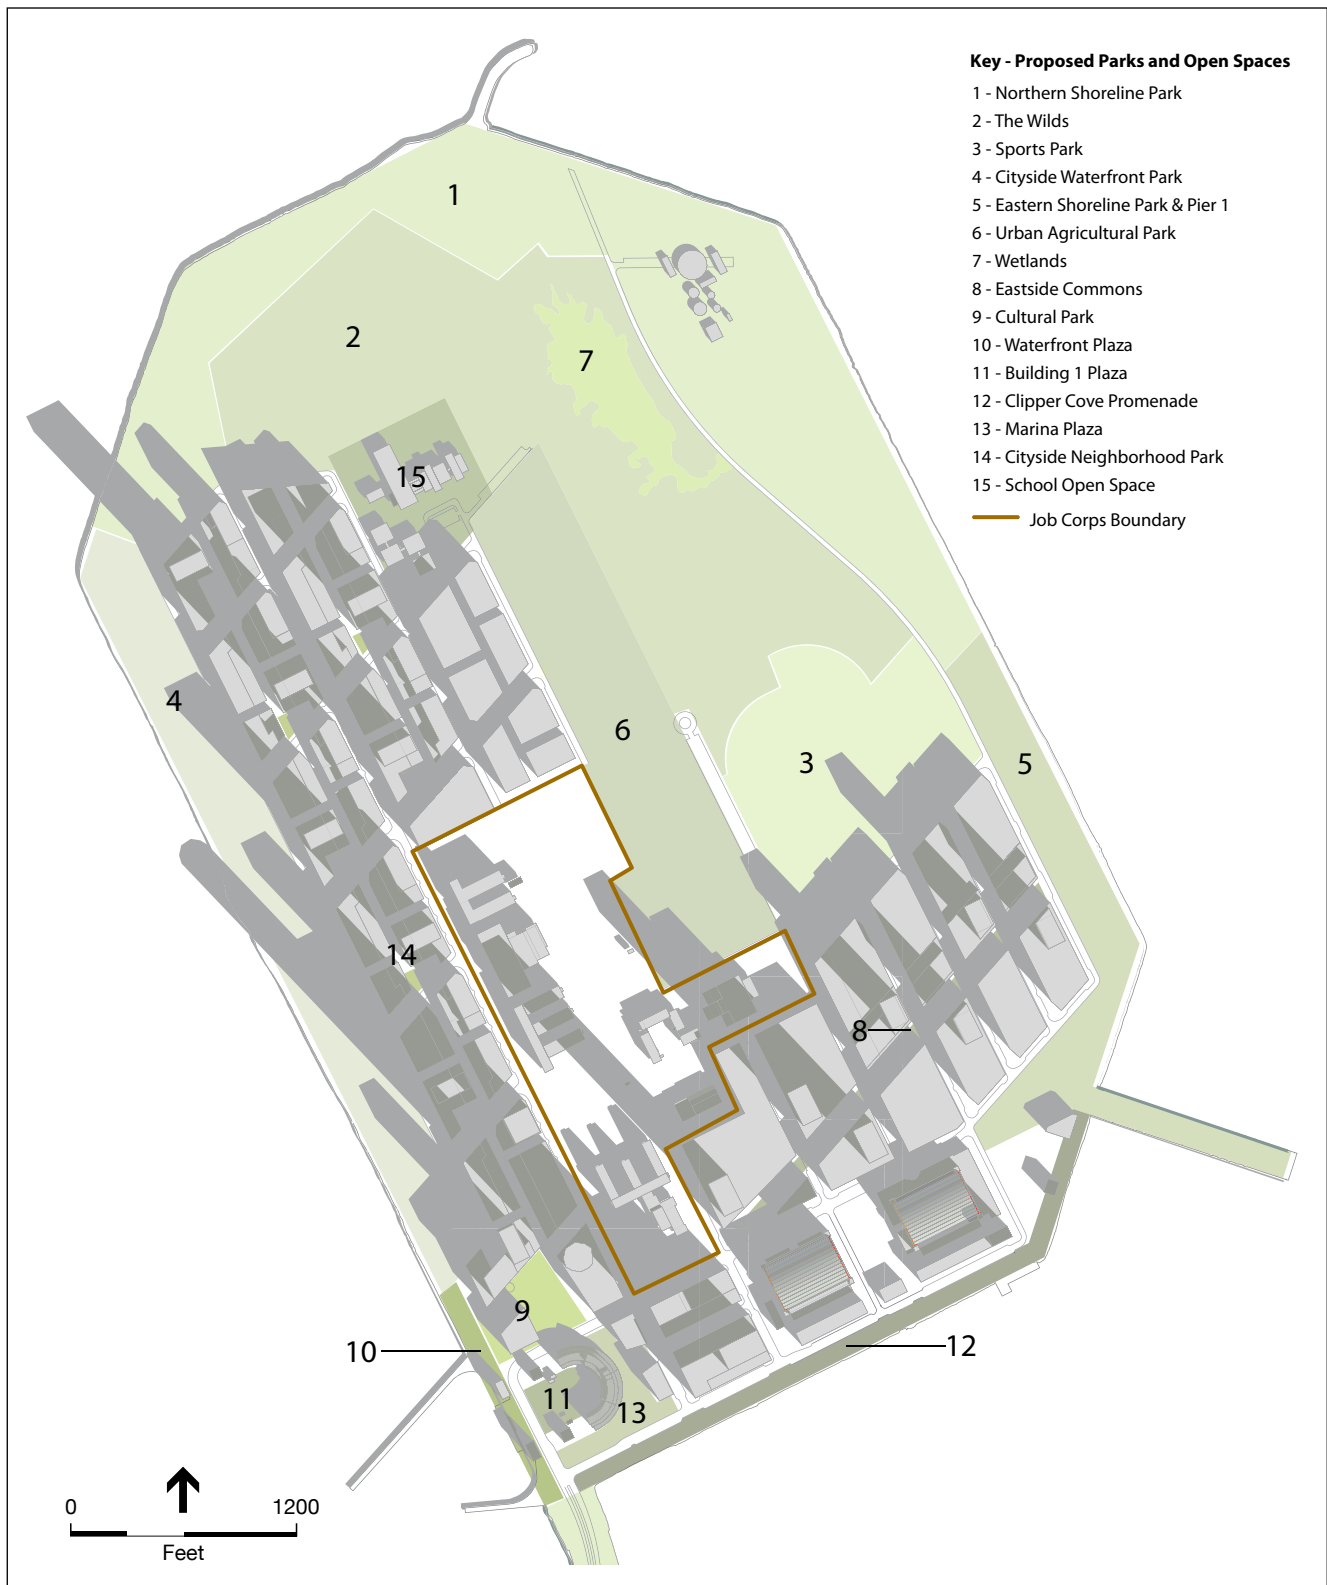 Key - Proposed Parks and Open Spaces
1 - Northern Shoreline Park
2 - The Wilds
3 - Sports Park
4 - Cityside Waterfront Park
5 - Eastern Shoreline Park & Pier 1
6 - Urban Agricultural Park
7 - Wetlands
8 - Eastside Commons
9 - Cultural Park
10 - Waterfront Plaza
11 - Building 1 Plaza
12 - Clipper Cove Promenade
13 - Marina Plaza
14 - Cityside Neighborhood Park
15 - School Open Space
Job Corps Boundary
1
2
7
15
4
6
3
5
14
8
9
10
12
11
13
0 1200
Feet